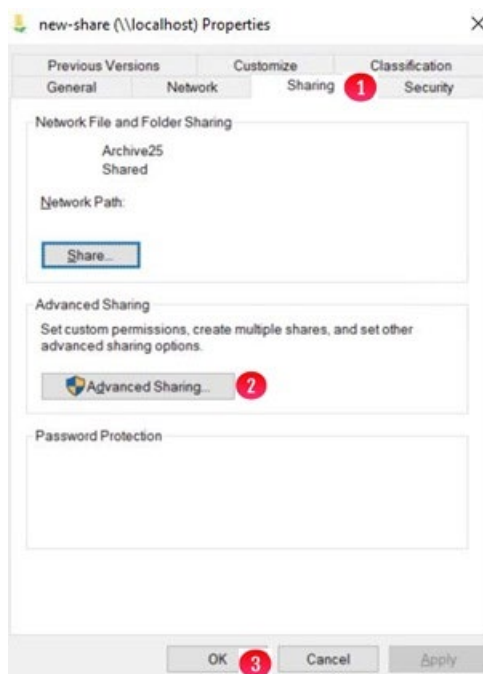 new-share (\\localhost) Properties
Previous Versions Customize Classification
General Network Sharing 1 Security
Network File and Folder Sharing
Archive25
Shared
Network Path:
Share...
Advanced Sharing
Set custom permissions, create multiple shares, and set other
advanced sharing options.
Advanced Sharing... 2
Password Protection
OK 3 Cancel Apply